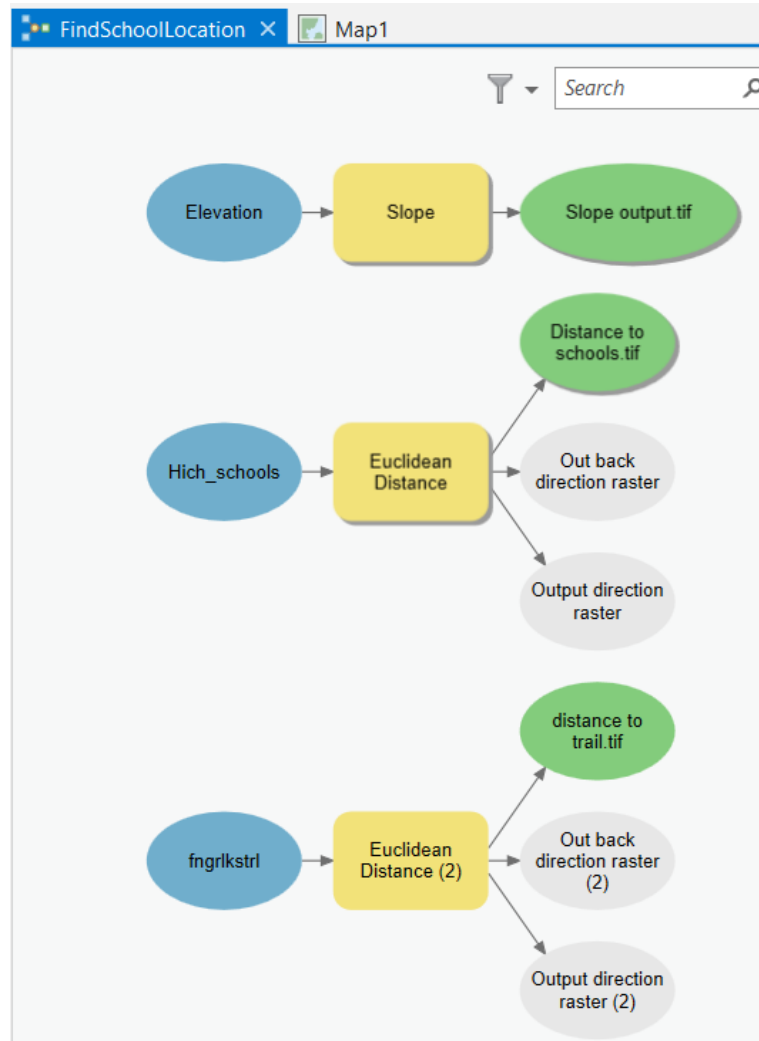 FindSchoolLocation
Map1
Search
Elevation
Slope
Slope output.tif
Distance to
schools.tif
Hich_schools
Euclidean
Distance
Out back
direction raster
Output direction
raster
distance to
trail.tif
fngrlkstrl
Euclidean
Distance (2)
Out back
direction raster
(2)
Output direction
raster (2)